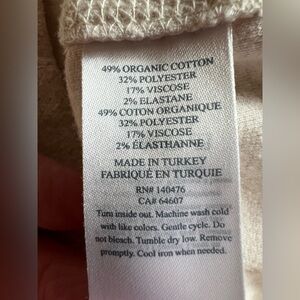 49% ORGANIC COTTON
32% POLYESTER
17% VISCOSE
2% ELASTANE
49% COTON ORGANIQUE
32% POLYESTER
17% VISCOSE
2% ÉLASTHANNE
MADE IN TURKEY
FABRIQUÉ EN TURQUIE
RN# 140476
CA# 64607
Turn inside out. Machine wash cold
with like colors. Gentle cycle. Do
not bleach. Tumble dry low. Remove
promptly. Cool iron when needed.